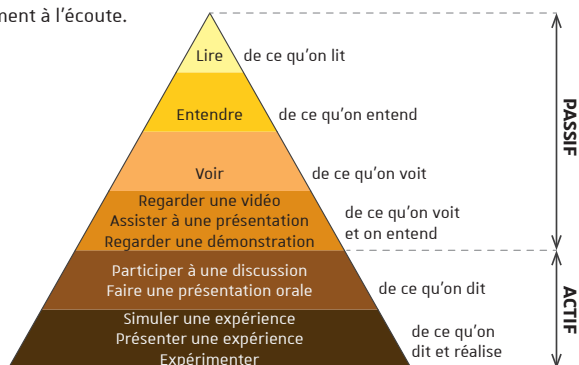 ment à l'écoute.
Lire
de ce qu'on lit
Entendre
de ce qu'on entend
Voir
de ce qu'on voit
Regarder une vidéo
Assister à une présentation
Regarder une démonstration
de ce qu'on voit
et on entend
PASSIF
Participer à une discussion
Faire une présentation orale
de ce qu'on dit
Simuler une expérience
Présenter une expérience
Expérimenter
de ce qu'on
dit et réalise
ACTIF